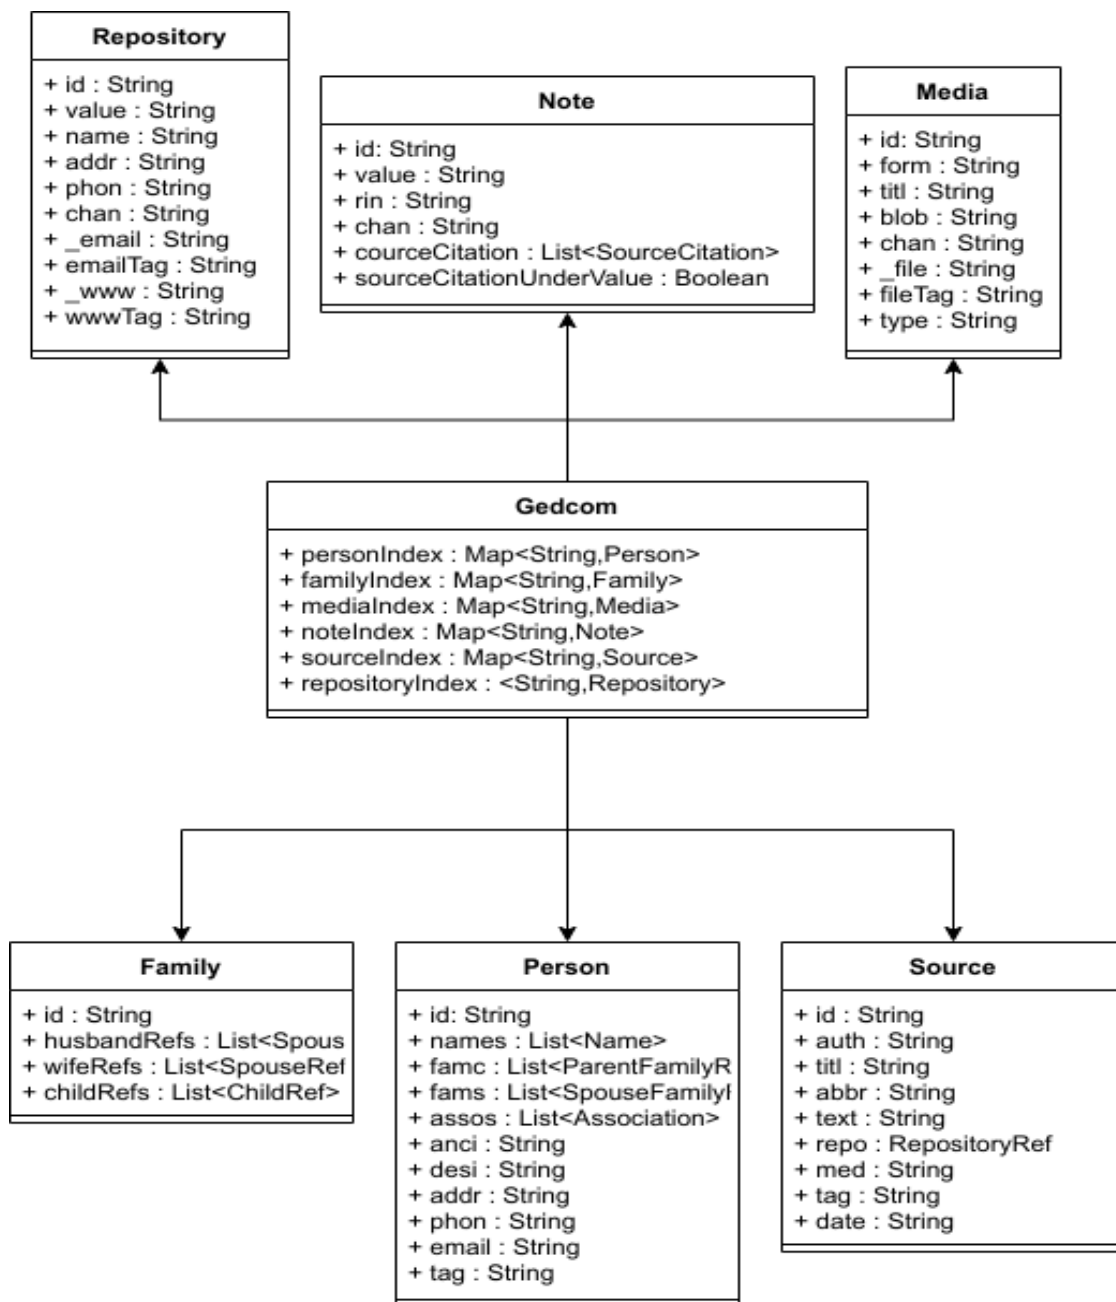 Repository
+ id : String
+ value : String
+ name : String
+ addr : String
+ phon : String
+ chan : String
+ _email : String
+ emailTag : String
+ _www : String
+ wwwTag : String
Note
+ id: String
+ value : String
+ rin : String
+ chan : String
+ courceCitation : List<SourceCitation>
+ sourceCitationUnderValue : Boolean
Media
+ id: String
+ form : String
+ titl : String
+ blob : String
+ chan : String
+ _file : String
+ fileTag : String
+ type : String
Gedcom
+ personIndex : Map<String,Person>
+ familyIndex : Map<String,Family>
+ mediaIndex : Map<String,Media>
+ noteIndex : Map<String,Note>
+ sourceIndex : Map<String,Source>
+ repositoryIndex : <String,Repository>
Family
+ id : String
+ husbandRefs : List<Spous
+ wifeRefs : List<SpouseRef
+ childRefs : List<ChildRef>
Person
+ id: String
+ names : List<Name>
+ famc : List<ParentFamilyR
+ fams : List<SpouseFamily
+ assos : List<Association>
+ anci : String
+ desi : String
+ addr : String
+ phon : String
+ email : String
+ tag : String
Source
+ id : String
+ auth : String
+ titl : String
+ abbr : String
+ text : String
+ repo : RepositoryRef
+ med : String
+ tag : String
+ date : String